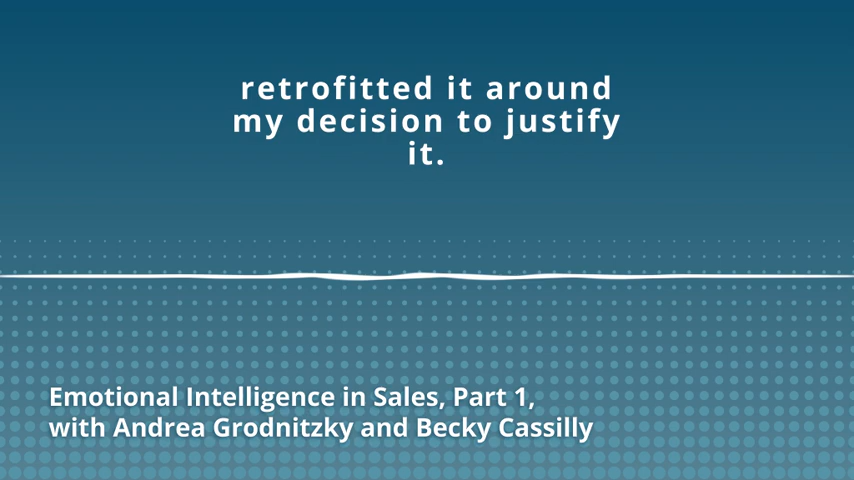 retrofitted it around
my decision to justify
it.
Emotional Intelligence in Sales, Part 1,
with Andrea Grodnitzky and Becky Cassilly